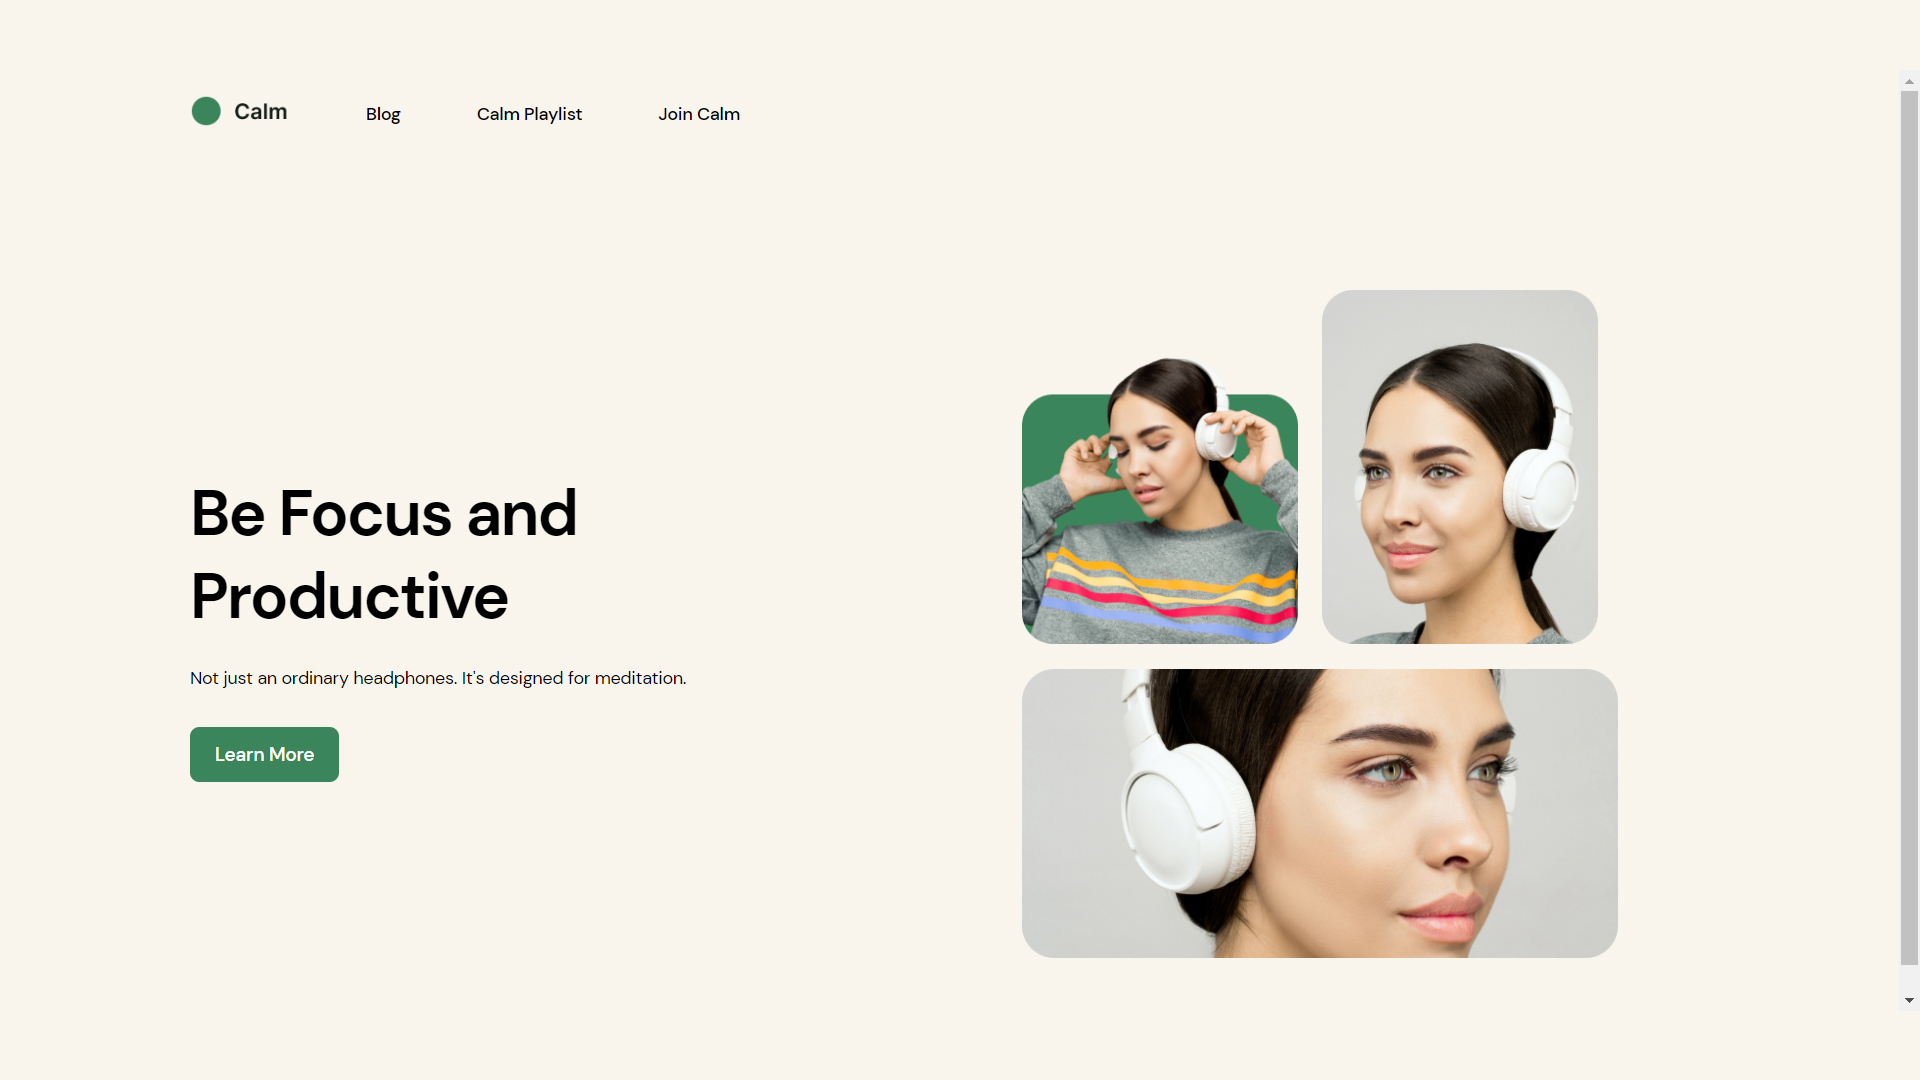 Calm
Blog
Calm Playlist
Join Calm
Be Focus and
Productive
Not just an ordinary headphones. It's designed for meditation.
Learn More